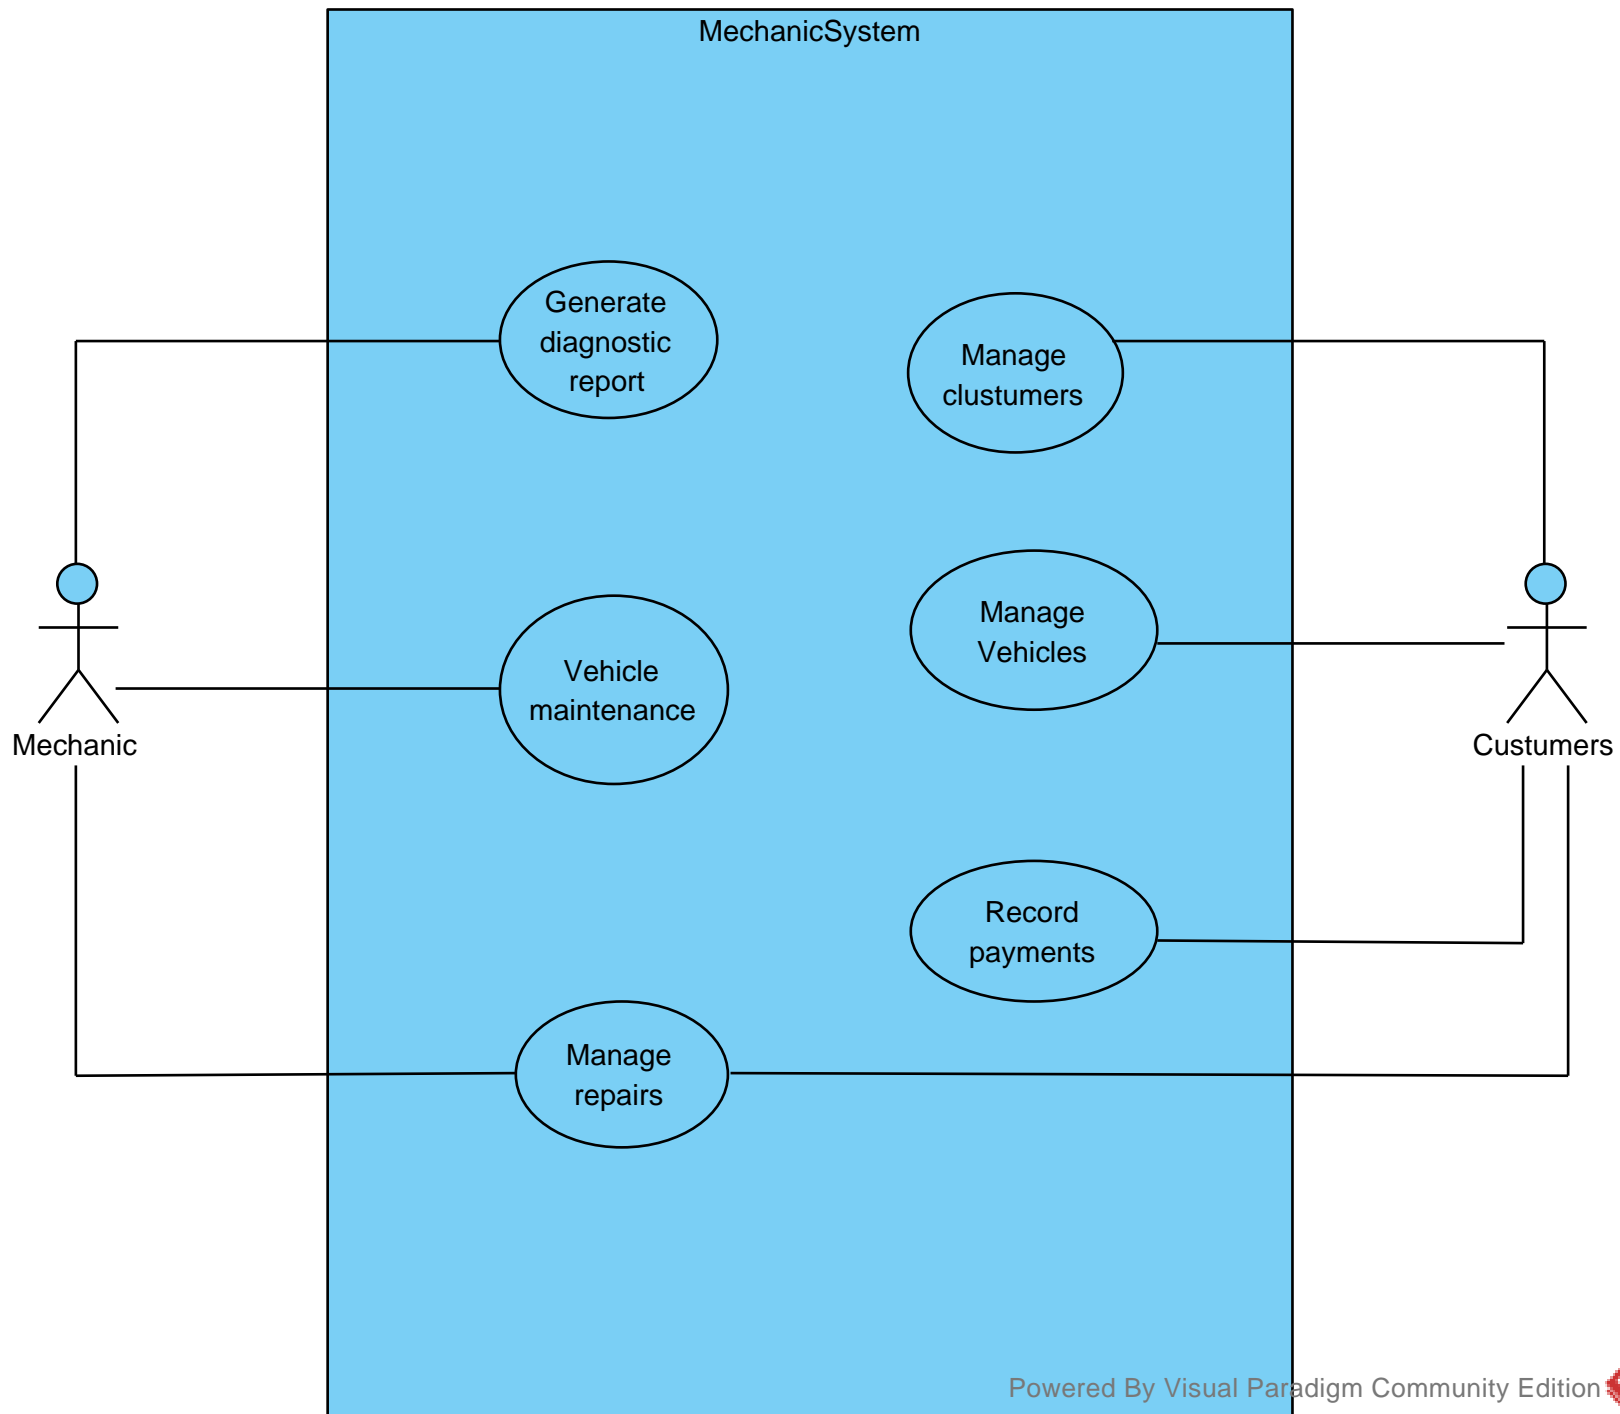 MechanicSystem
Generate
diagnostic
report
Manage
clustumers
Manage
Vehicles
Vehicle
maintenance
Mechanic
Custumers
Record
payments
Manage
repairs
Powered By Visual Paradigm Community Edition